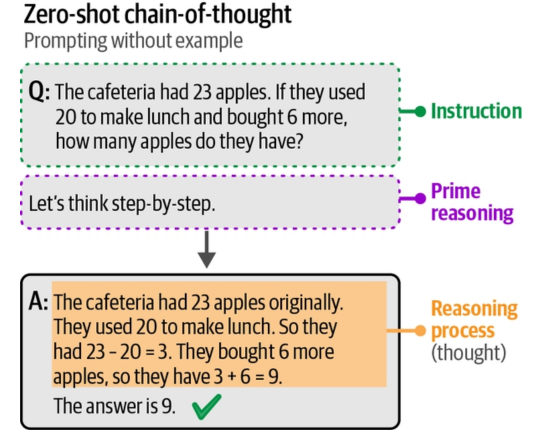 Zero-shot chain-of-thought
Prompting without example
Q: The cafeteria had 23 apples. If they used
20 to make lunch and bought 6 more,
how many apples do they have?
Instruction
Let's think step-by-step.
Prime
reasoning
A: The cafeteria had 23 apples originally.
They used 20 to make lunch. So they
had 23 – 20 = 3. They bought 6 more
apples, so they have 3 + 6 = 9.
The answer is 9.
Reasoning
process
(thought)